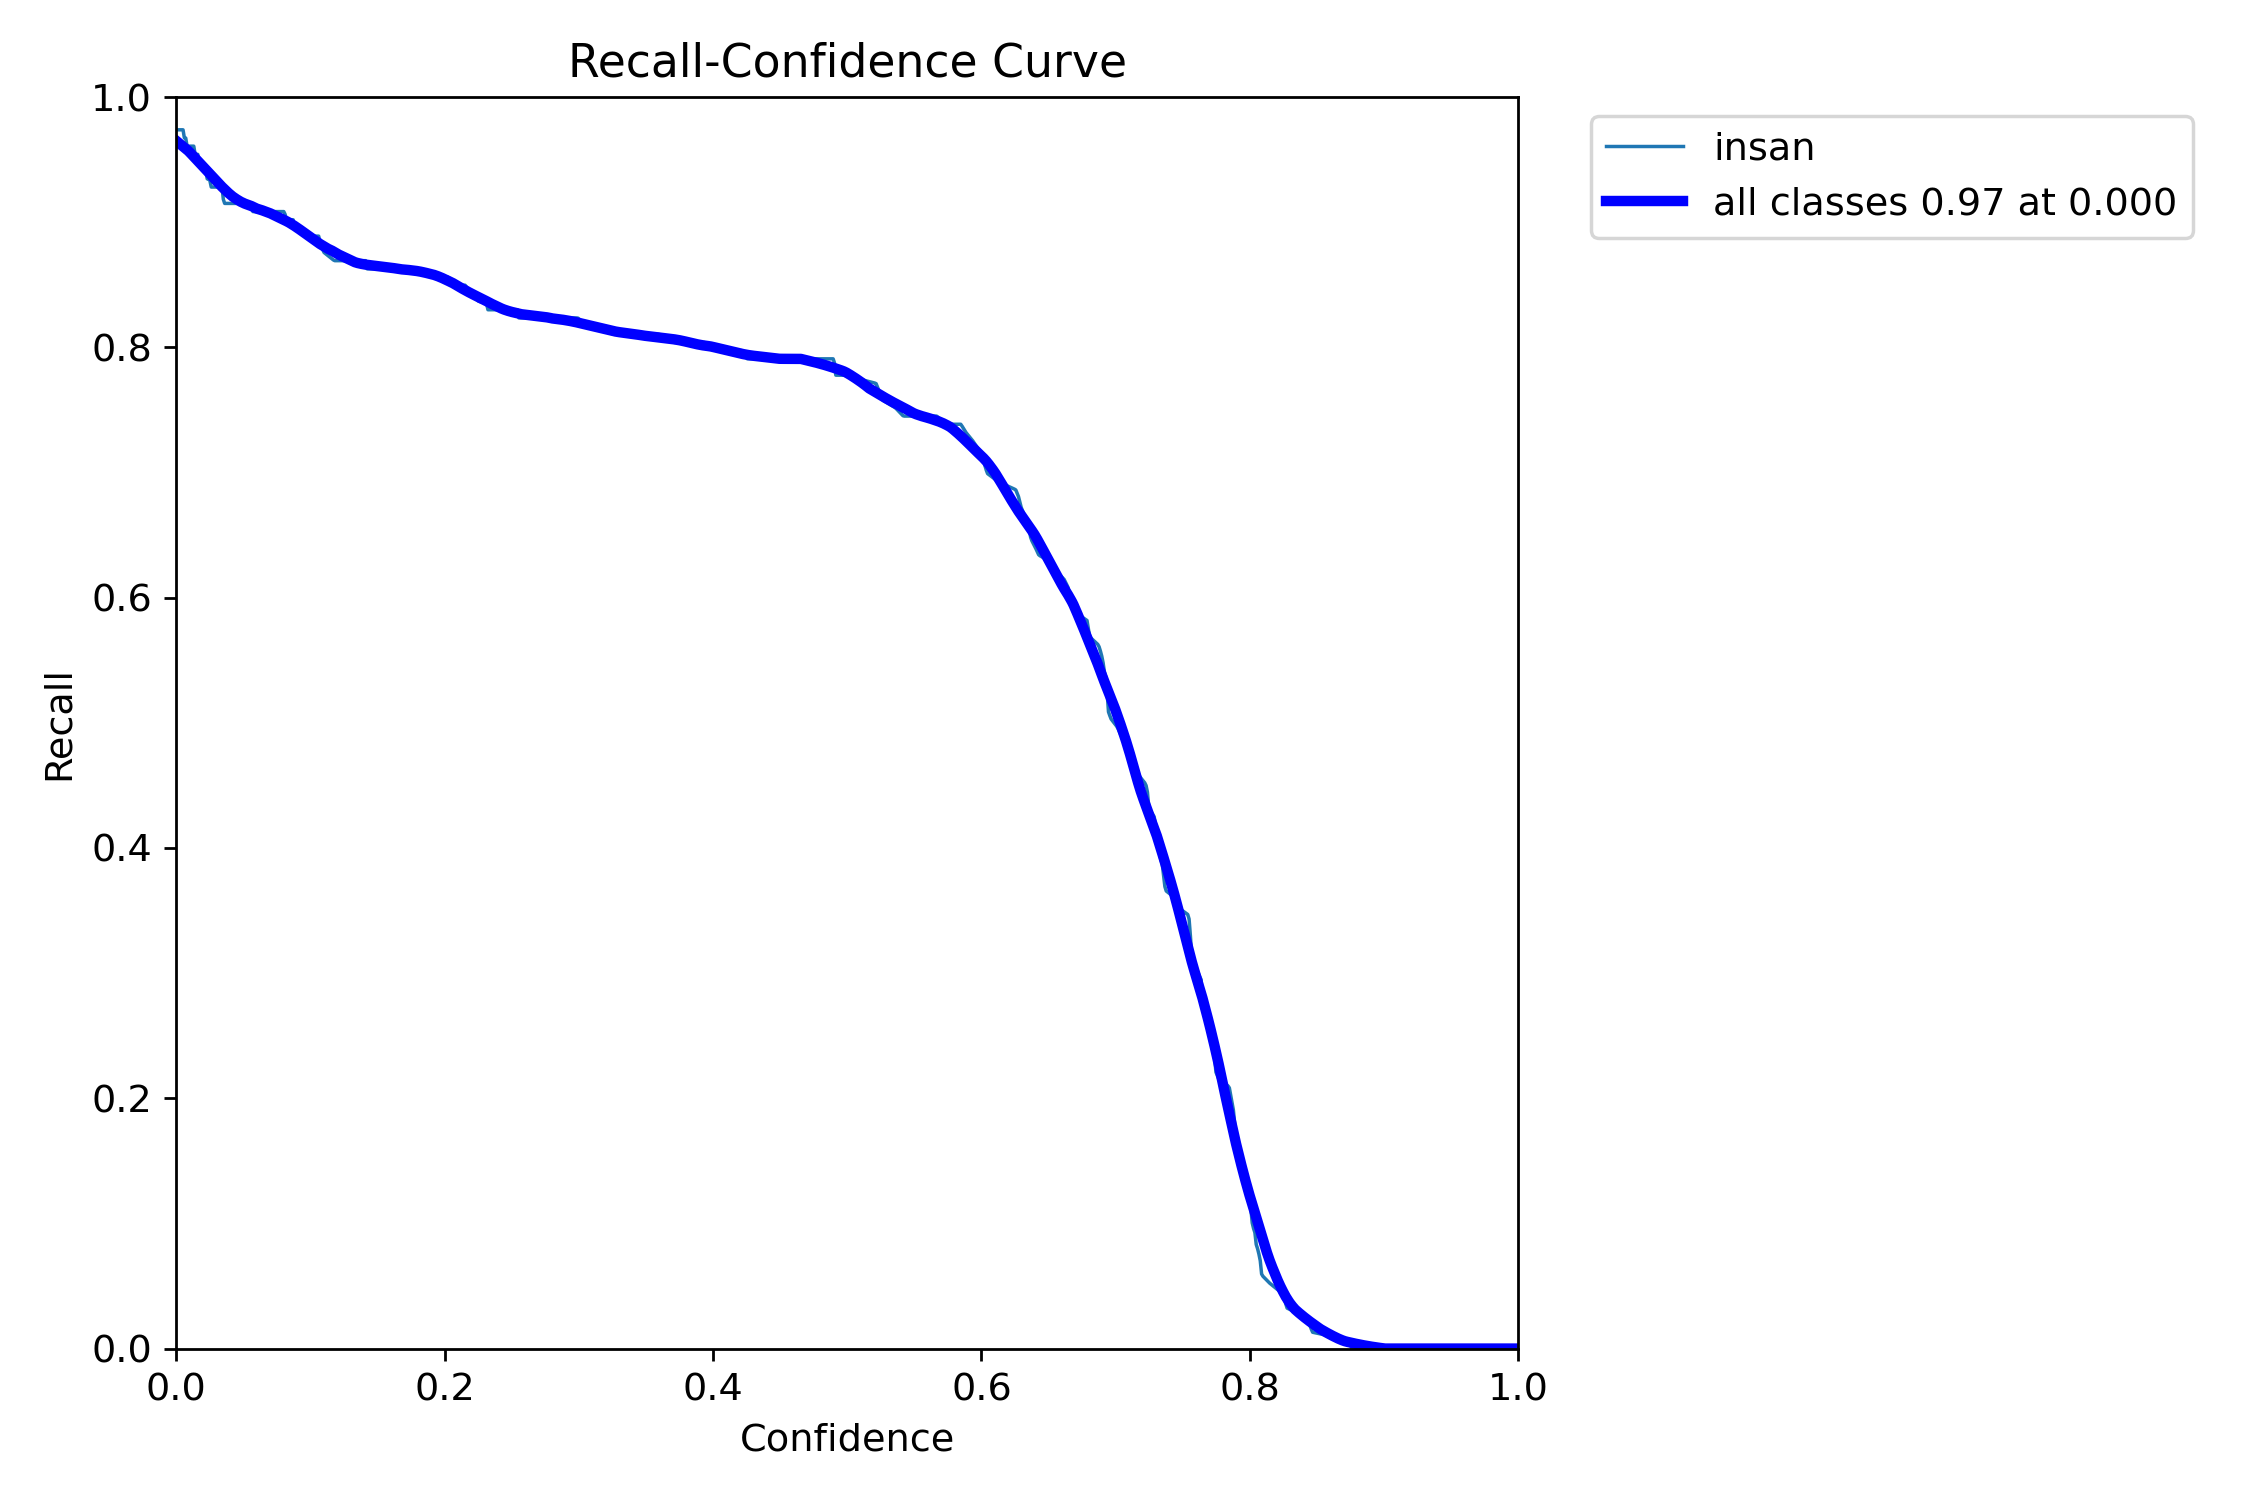 Recall-Confidence Curve
insan
all classes 0.97 at 0.000
1.0
0.8
0.6
0.4
0.2
0.0
Recall
0.0 0.2 0.4 0.6 0.8 1.0
Confidence